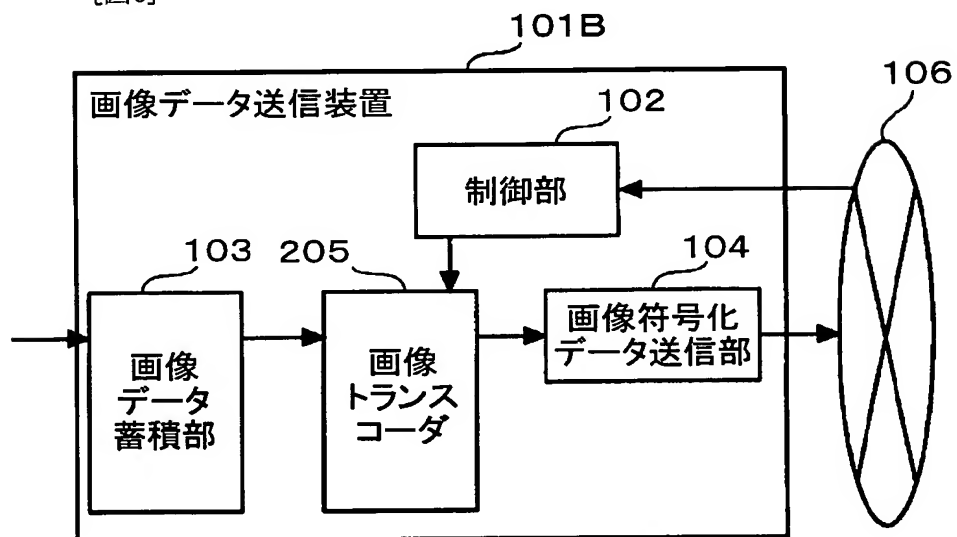 101B
106
画像データ送信装置
102
制御部
103
205
104
画像
データ
蓄積部
画像
トランス
コーダ
画像符号化
データ送信部